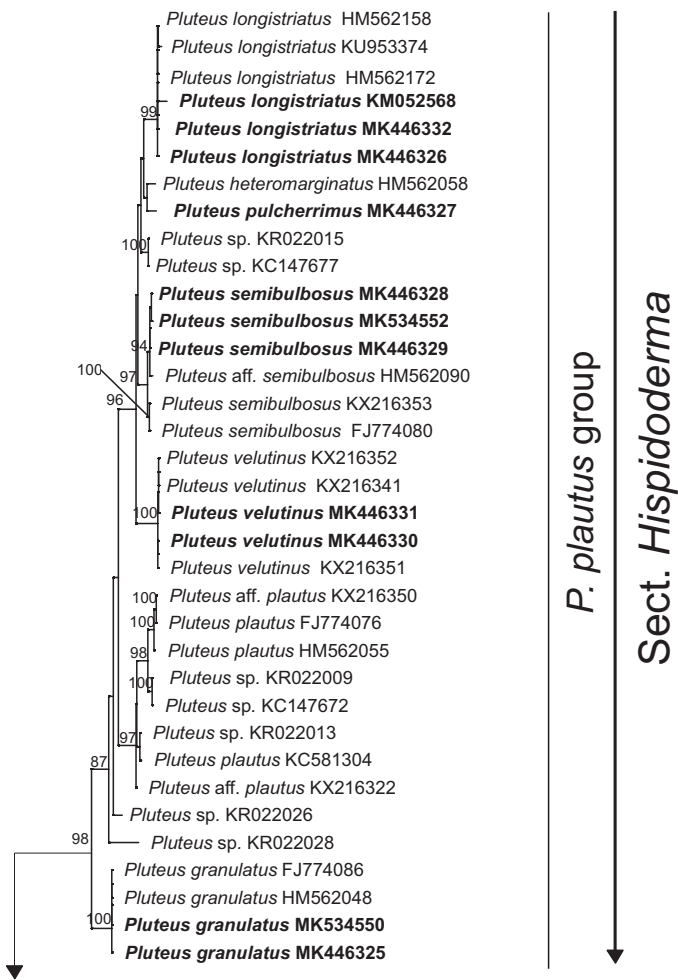 Pluteus longistriatus HM562158
Pluteus longistriatus KU953374
Pluteus longistriatus HM562172
99
Pluteus longistriatus KM052568
Pluteus longistriatus MK446332
Pluteus longistriatus MK446326
Pluteus heteromarginatus HM562058
Pluteus pulcherrimus MK446327
100
Pluteus sp. KR022015
Pluteus sp. KC147677
Pluteus semibulbosus MK446328
Pluteus semibulbosus MK534552
94
Pluteus semibulbosus MK446329
100
97
Pluteus aff. semibulbosus HM562090
96
Pluteus semibulbosus KX216353
Pluteus semibulbosus FJ774080
Pluteus velutinus KX216352
Pluteus velutinus KX216341
100
Pluteus velutinus MK446331
Pluteus velutinus MK446330
Pluteus velutinus KX216351
100
Pluteus aff. plautus KX216350
100
Pluteus plautus FJ774076
98
Pluteus plautus HM562055
100
Pluteus sp. KR022009
Pluteus sp. KC147672
97
Pluteus sp. KR022013
Pluteus plautus KC581304
87
Pluteus aff. plautus KX216322
Pluteus sp. KR022026
98
Pluteus sp. KR022028
Pluteus granulatus FJ774086
Pluteus granulatus HM562048
100
Pluteus granulatus MK534550
Pluteus granulatus MK446325
P. plautus group
Sect. Hispidoderma